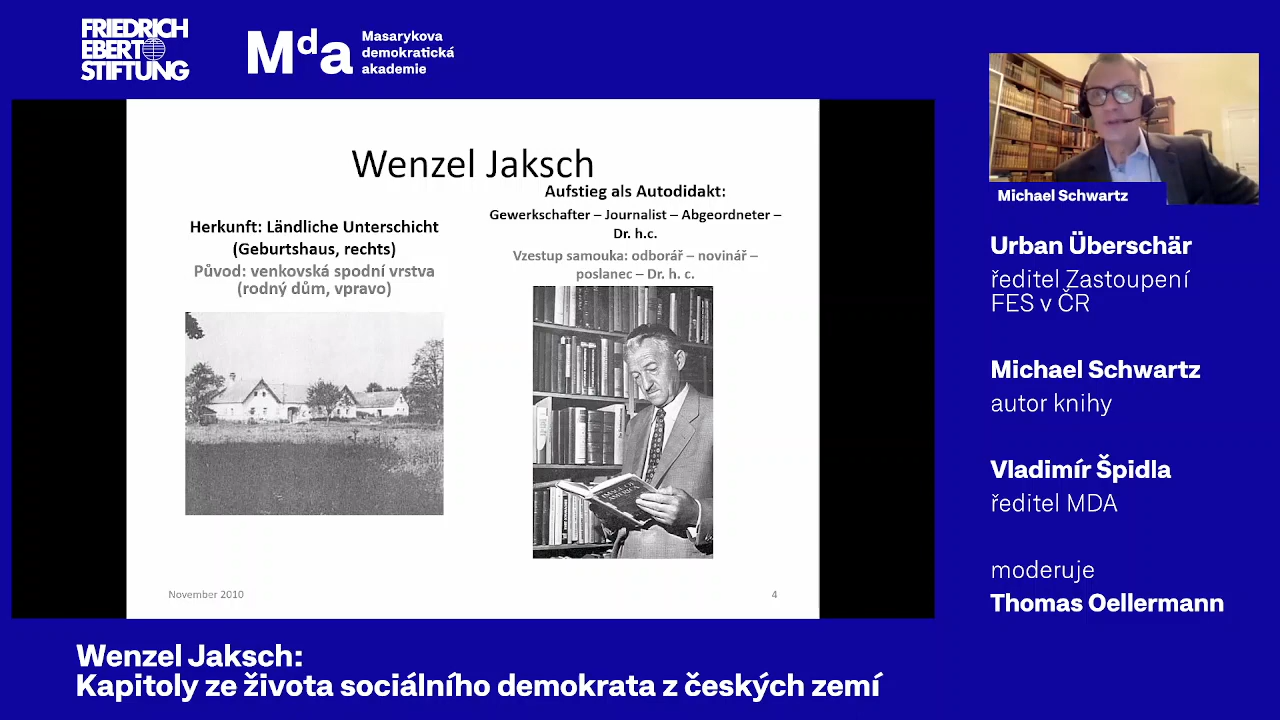 FRIEDRICH
EBERT
STIFTUNG
Mda
Masarykova
demokratická
akademie
Wenzel Jaksch
Herkunft: Ländliche Unterschicht
(Geburtshaus, rechts)
Původ: venkovská spodní vrstva
(rodný dům, vpravo)
Aufstieg als Autodidakt:
Gewerkschafter – Journalist – Abgeordneter –
Dr. h.c.
Vzestup samouka: odborář – novinář –
poslanec – Dr. h. c.
November 2010
4
Michael Schwartz
Urban Überschär
ředitel Zastoupení
FES v ČR
Michael Schwartz
autor knihy
Vladimír Špidla
ředitel MDA
moderuje
Thomas Oellermann
Wenzel Jaksch:
Kapitoly ze života sociálního demokrata z českých zemí